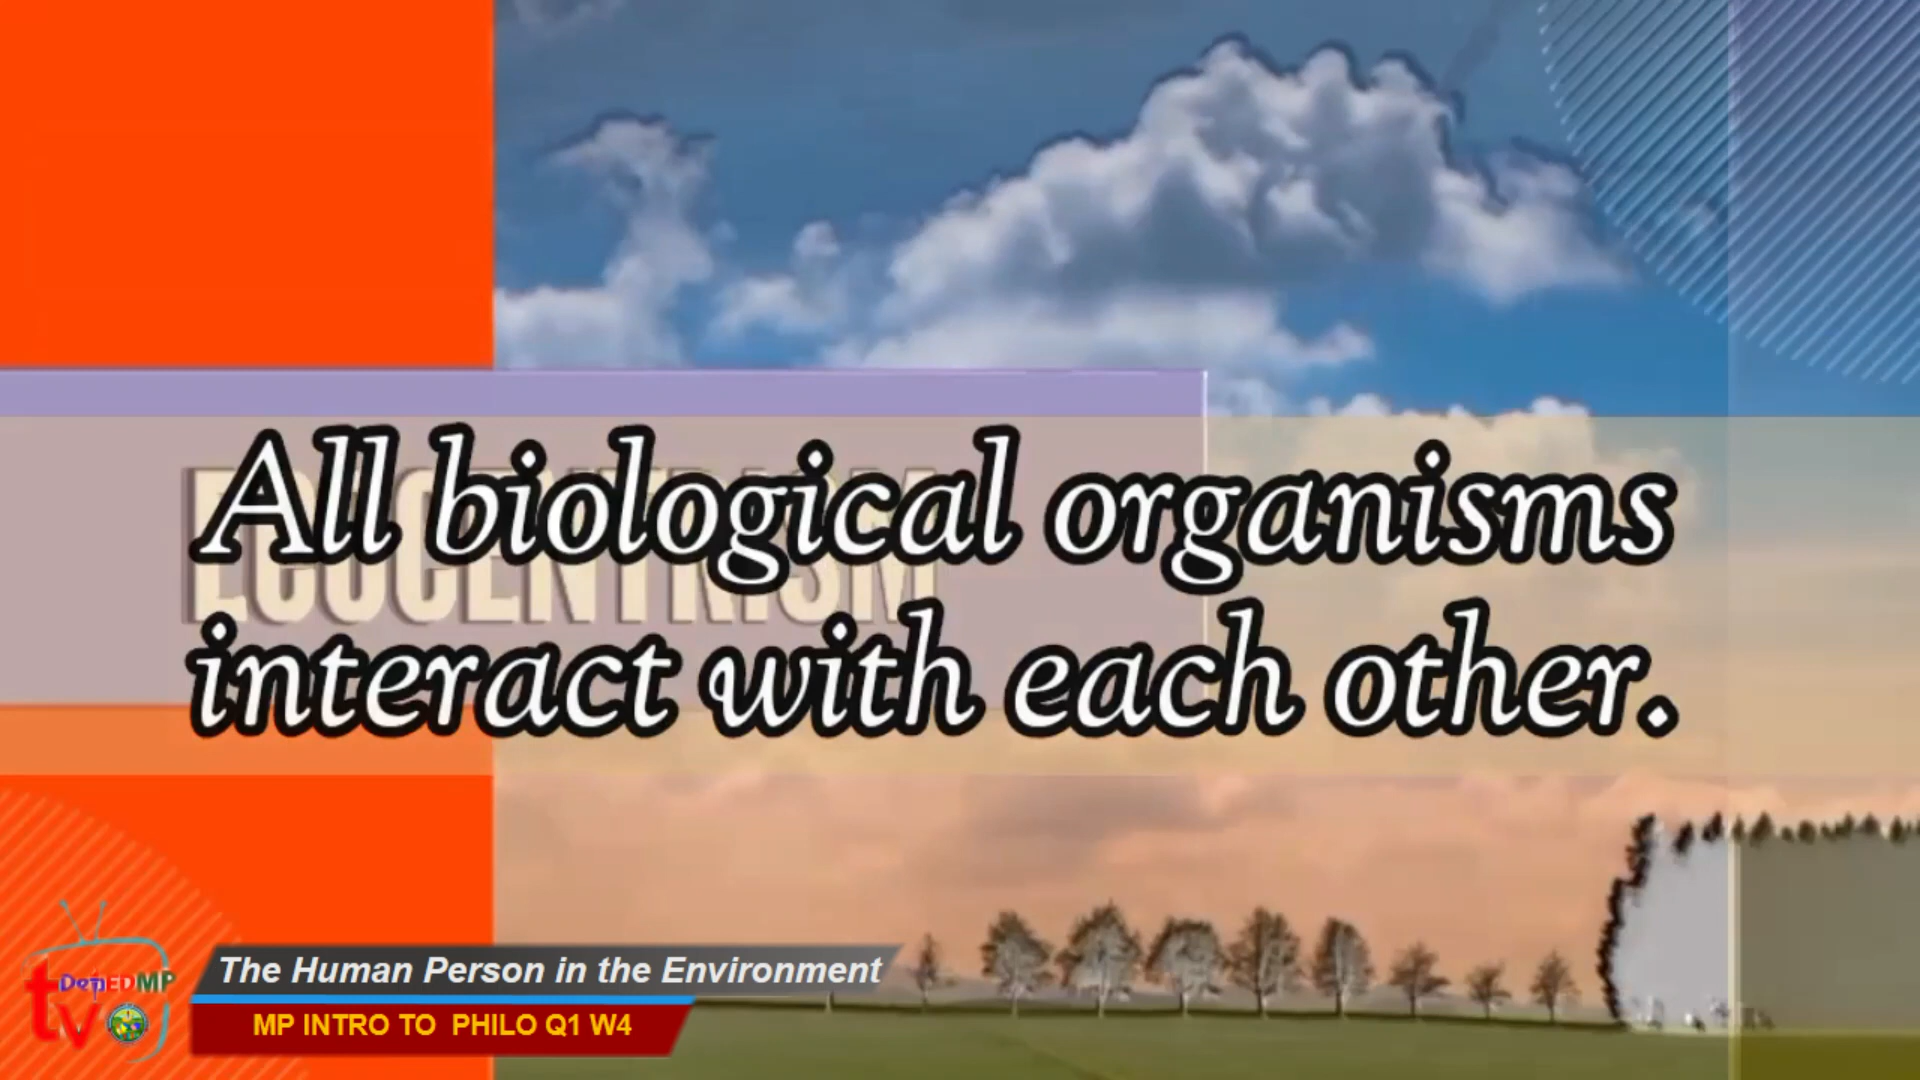 ECOCENTRISM
All biological organisms
interact with each other.
The Human Person in the Environment
MP INTRO TO PHILO Q1 W4
DepEDMP
tv